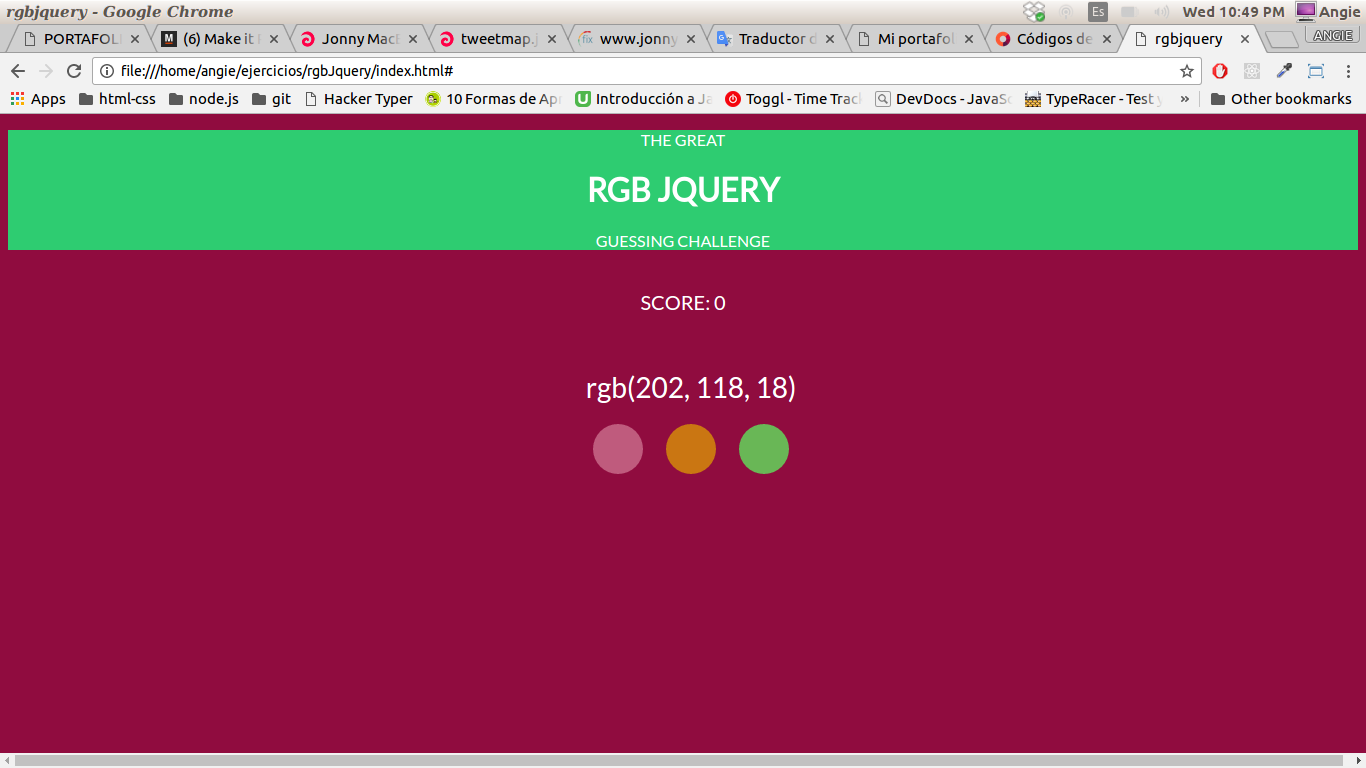 rgbjquery - Google Chrome
Es
Wed 10:49 PM
Angie
PORTAFOL
M (6) Make it
Jonny Mac
tweetmap.j
fix www.jonny
Traductor d
Mi portafol
Códigos de
rgbjquery
ANGIE
file:///home/angie/ejercicios/rgbJquery/index.html#
Apps
html-css
node.js
git
Hacker Typer
10 Formas de Apr
Introducción a Ja
Toggl - Time Trac
DevDocs - JavaSc
TypeRacer - Test y
»
Other bookmarks
THE GREAT
RGB JQUERY
GUESSING CHALLENGE
SCORE: 0
rgb(202, 118, 18)